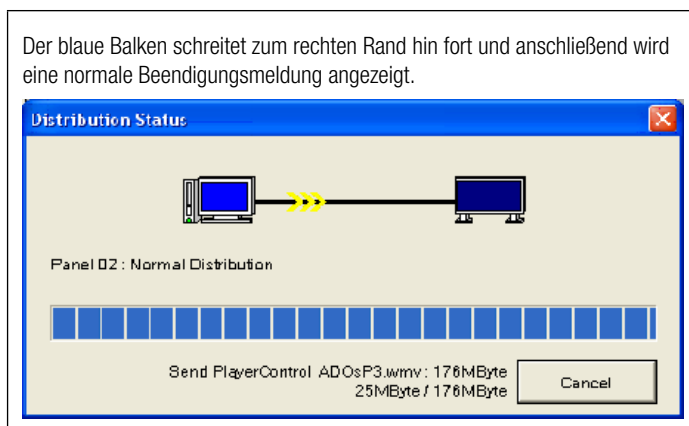 Der blaue Balken schreitet zum rechten Rand hin fort und anschließend wird
eine normale Beendigungsmeldung angezeigt.
Distribution Status
Panel 02 : Normal Distribution
Send PlayerControl ADOsP3.wmv : 176MByte
25MByte / 176MByte
Cancel